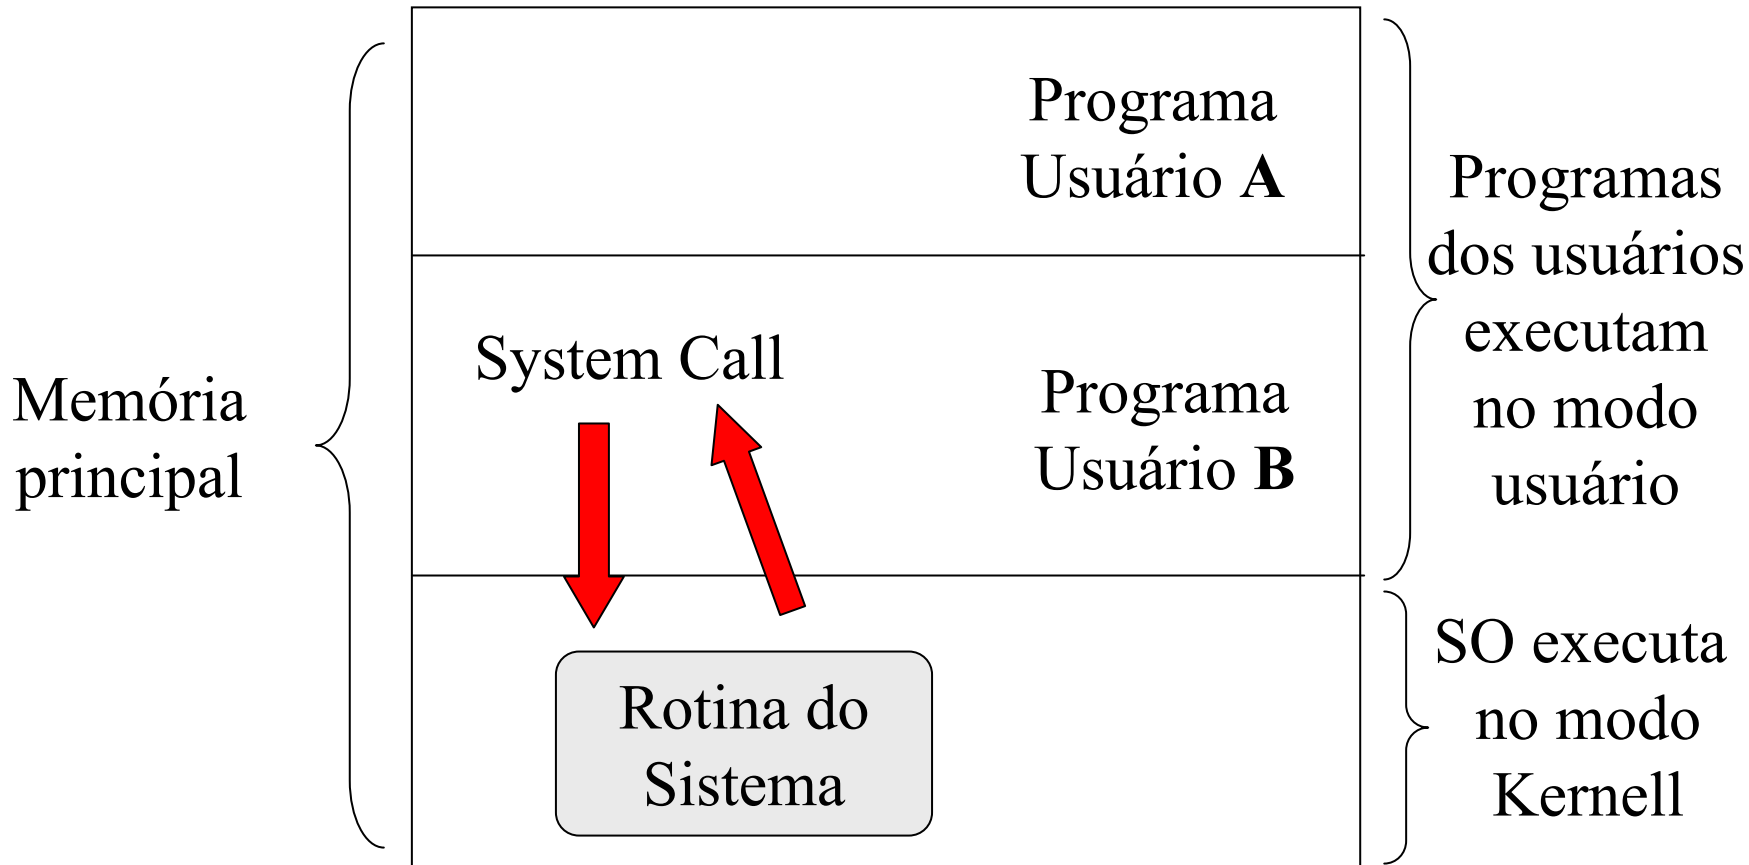 Memória
principal
Programa
Usuário A
System Call
Programa
Usuário B
Rotina do
Sistema
Programas
dos usuários
executam
no modo
usuário
SO executa
no modo
Kernell